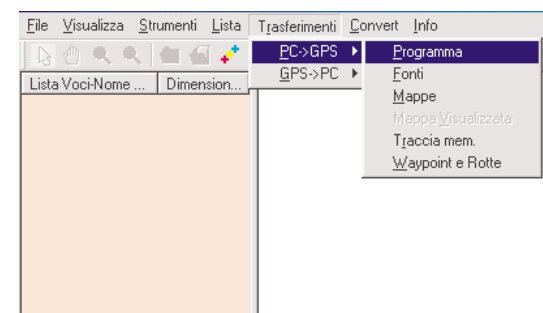 File Visualizza Strumenti Lista Trasferimenti Convert Info
PC->GPS
GPS->PC
Lista Voci-Nome ... Dimension...
Programma
Fonti
Mappe
Mappa Visualizzata
Traccia mem.
Waypoint e Rotte